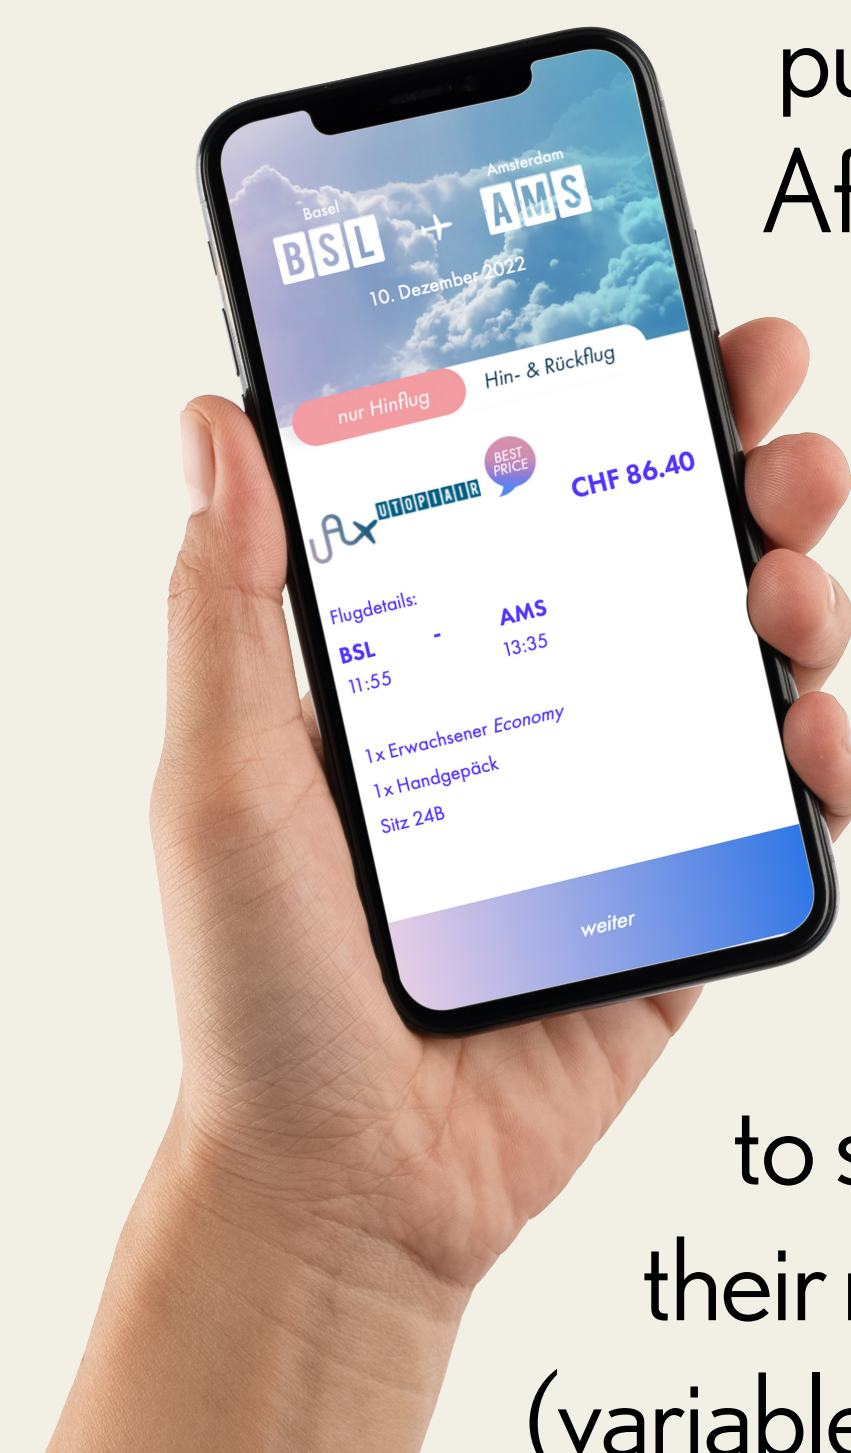 pu
Af
Basel
Amsterdam
BSL
AMS
10. Dezember 2022
nur Hinflug
Hin- & Rückflug
UTOPIAIR
BEST
PRICE
CHF 86.40
Flugdetails:
BSL - AMS
11:55 13:35
1x Erwachsener Economy
1x Handgepäck
Sitz 24B
weiter
to s
their
(variable